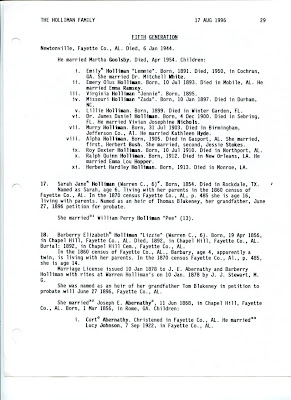 THE HOLLIMAN FAMILY 17 AUG 1996 29
FIFTH GENERATION
Newtonville, Fayette Co., AL. Died, 6 Jun 1944.
He married Martha Goolsby. Died, Apr 1954. Children:
i. Emily⁸ Holliman "Lemmie". Born, 1891. Died, 1950, in Cochran,
GA. She married Dr. Mitchell White.
ii. Emery Olus Holliman. Born, 10 Jul 1893. Died in Mobile, AL. He
married Emma Ramsey.
iii. Virginia Holliman "Jennie". Born, 1895.
iv. Missouri Holliman "Zada". Born, 10 Jan 1897. Died in Durham,
NC.
v. Lillie Holliman. Born, 1899. Died in Winter Garden, FL.
vi. Dr. James Daniel Holliman. Born, 4 Dec 1900. Died in Sebring,
FL. He married Vivian Josephine Nichols.
vii. Murry Holliman. Born, 31 Jul 1903. Died in Birmingham,
Jefferson Co., AL. He married Kathleen Hyde.
viii. Alpha Holliman. Born, 1905. Died in Gasport, AL. She married,
first, Herbert Rush. She married, second, Jessie Stokes.
ix. Roy Dexter Holliman. Born, 10 Jul 1910. Died in Northport, AL.
x. Ralph Quinn Holliman. Born, 1912. Died in New Orleans, LA. He
married Emma Lou Hopper.
xi. Herbert Hardley Holliman. Born, 1913. Died in Monroe, LA.
17. Sarah Jane⁷ Holliman (Warren C., 6). Born, 1854. Died in Rockdale, TX.
Named as Sarah, age 6, living with her parents in the 1860 census of
Fayette Co., AL. In the 1870 census Fayette Co., AL, p. 485 she is age 16,
living with parents. Named as an heir of Thomas Blakeney, her grandfather, June
27, 1896 petition for probate.
She married William Perry Holliman "Pee" (13).
18. Barberry Elizabeth⁷ Holliman "Lizzie" (Warren C., 6). Born, 19 Apr 1856,
in Chapel Hill, Fayette Co., AL. Died, 1892, in Chapel Hill, Fayette Co., AL.
Burial: 1892, in Chapel Hill Cem., Fayette Co., AL.
In the 1860 census of Fayette Co., AL., Barbary, age 4, apparently a
twin, is living with her parents. In the 1870 census Fayette Co., AL., p. 485,
she is age 14.
Marriage License issued 10 Jan 1878 to J. E. Abernathy and Barbery
Holliman with rites at Warren Holliman's on 10 Jan. 1878 by J. J. Stewart, M.
G.
She was named as an heir of her grandfather Tom Blakeney in petition to
probate will June 27 1896, Fayette Co., AL.
She married Joseph E. Abernathy, 11 Jun 1868, in Chapel Hill, Fayette
Co., AL. Born, 1 Mar 1856, in Rome, GA. Children:
i. Curt⁸ Abernathy. Christened in Fayette Co., AL. He married
Lucy Johnson, 7 Sep 1922, in Fayette Co., AL.